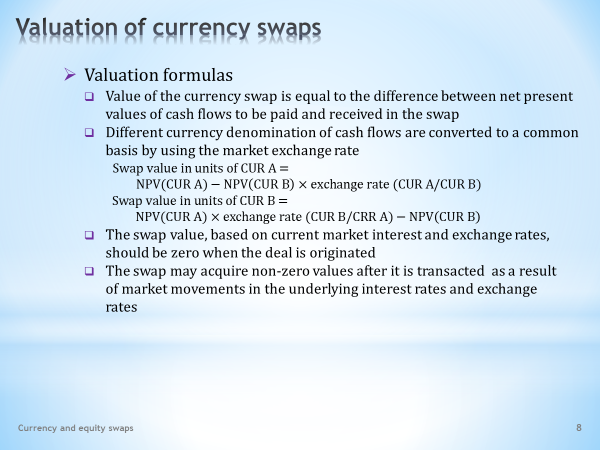 Valuation of currency swaps
Valuation formulas
Value of the currency swap is equal to the difference between net present
values of cash flows to be paid and received in the swap
Different currency denomination of cash flows are converted to a common
basis by using the market exchange rate
Swap value in units of CUR A =
NPV(CUR A) − NPV(CUR B) × exchange rate (CUR A/CUR B)
Swap value in units of CUR B =
NPV(CUR A) × exchange rate (CUR B/CRR A) − NPV(CUR B)
The swap value, based on current market interest and exchange rates,
should be zero when the deal is originated
The swap may acquire non-zero values after it is transacted as a result
of market movements in the underlying interest rates and exchange
rates
Currency and equity swaps
8